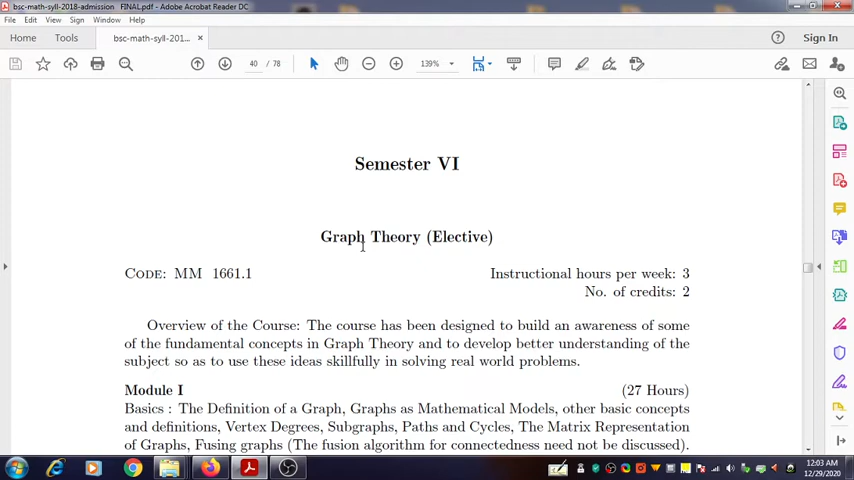 bsc-math-syll-2018-admission FINAL.pdf - Adobe Acrobat Reader DC
File Edit View Sign Window Help
Home Tools bsc-math-syll-201... × Sign In
40 / 78 139%
Semester VI
Graph Theory (Elective)
Code: MM 1661.1 Instructional hours per week: 3
No. of credits: 2
Overview of the Course: The course has been designed to build an awareness of some
of the fundamental concepts in Graph Theory and to develop better understanding of the
subject so as to use these ideas skillfully in solving real world problems.
Module I (27 Hours)
Basics : The Definition of a Graph, Graphs as Mathematical Models, other basic concepts
and definitions, Vertex Degrees, Subgraphs, Paths and Cycles, The Matrix Representation
of Graphs, Fusing graphs (The fusion algorithm for connectedness need not be discussed).
12:03 AM
12/29/2020